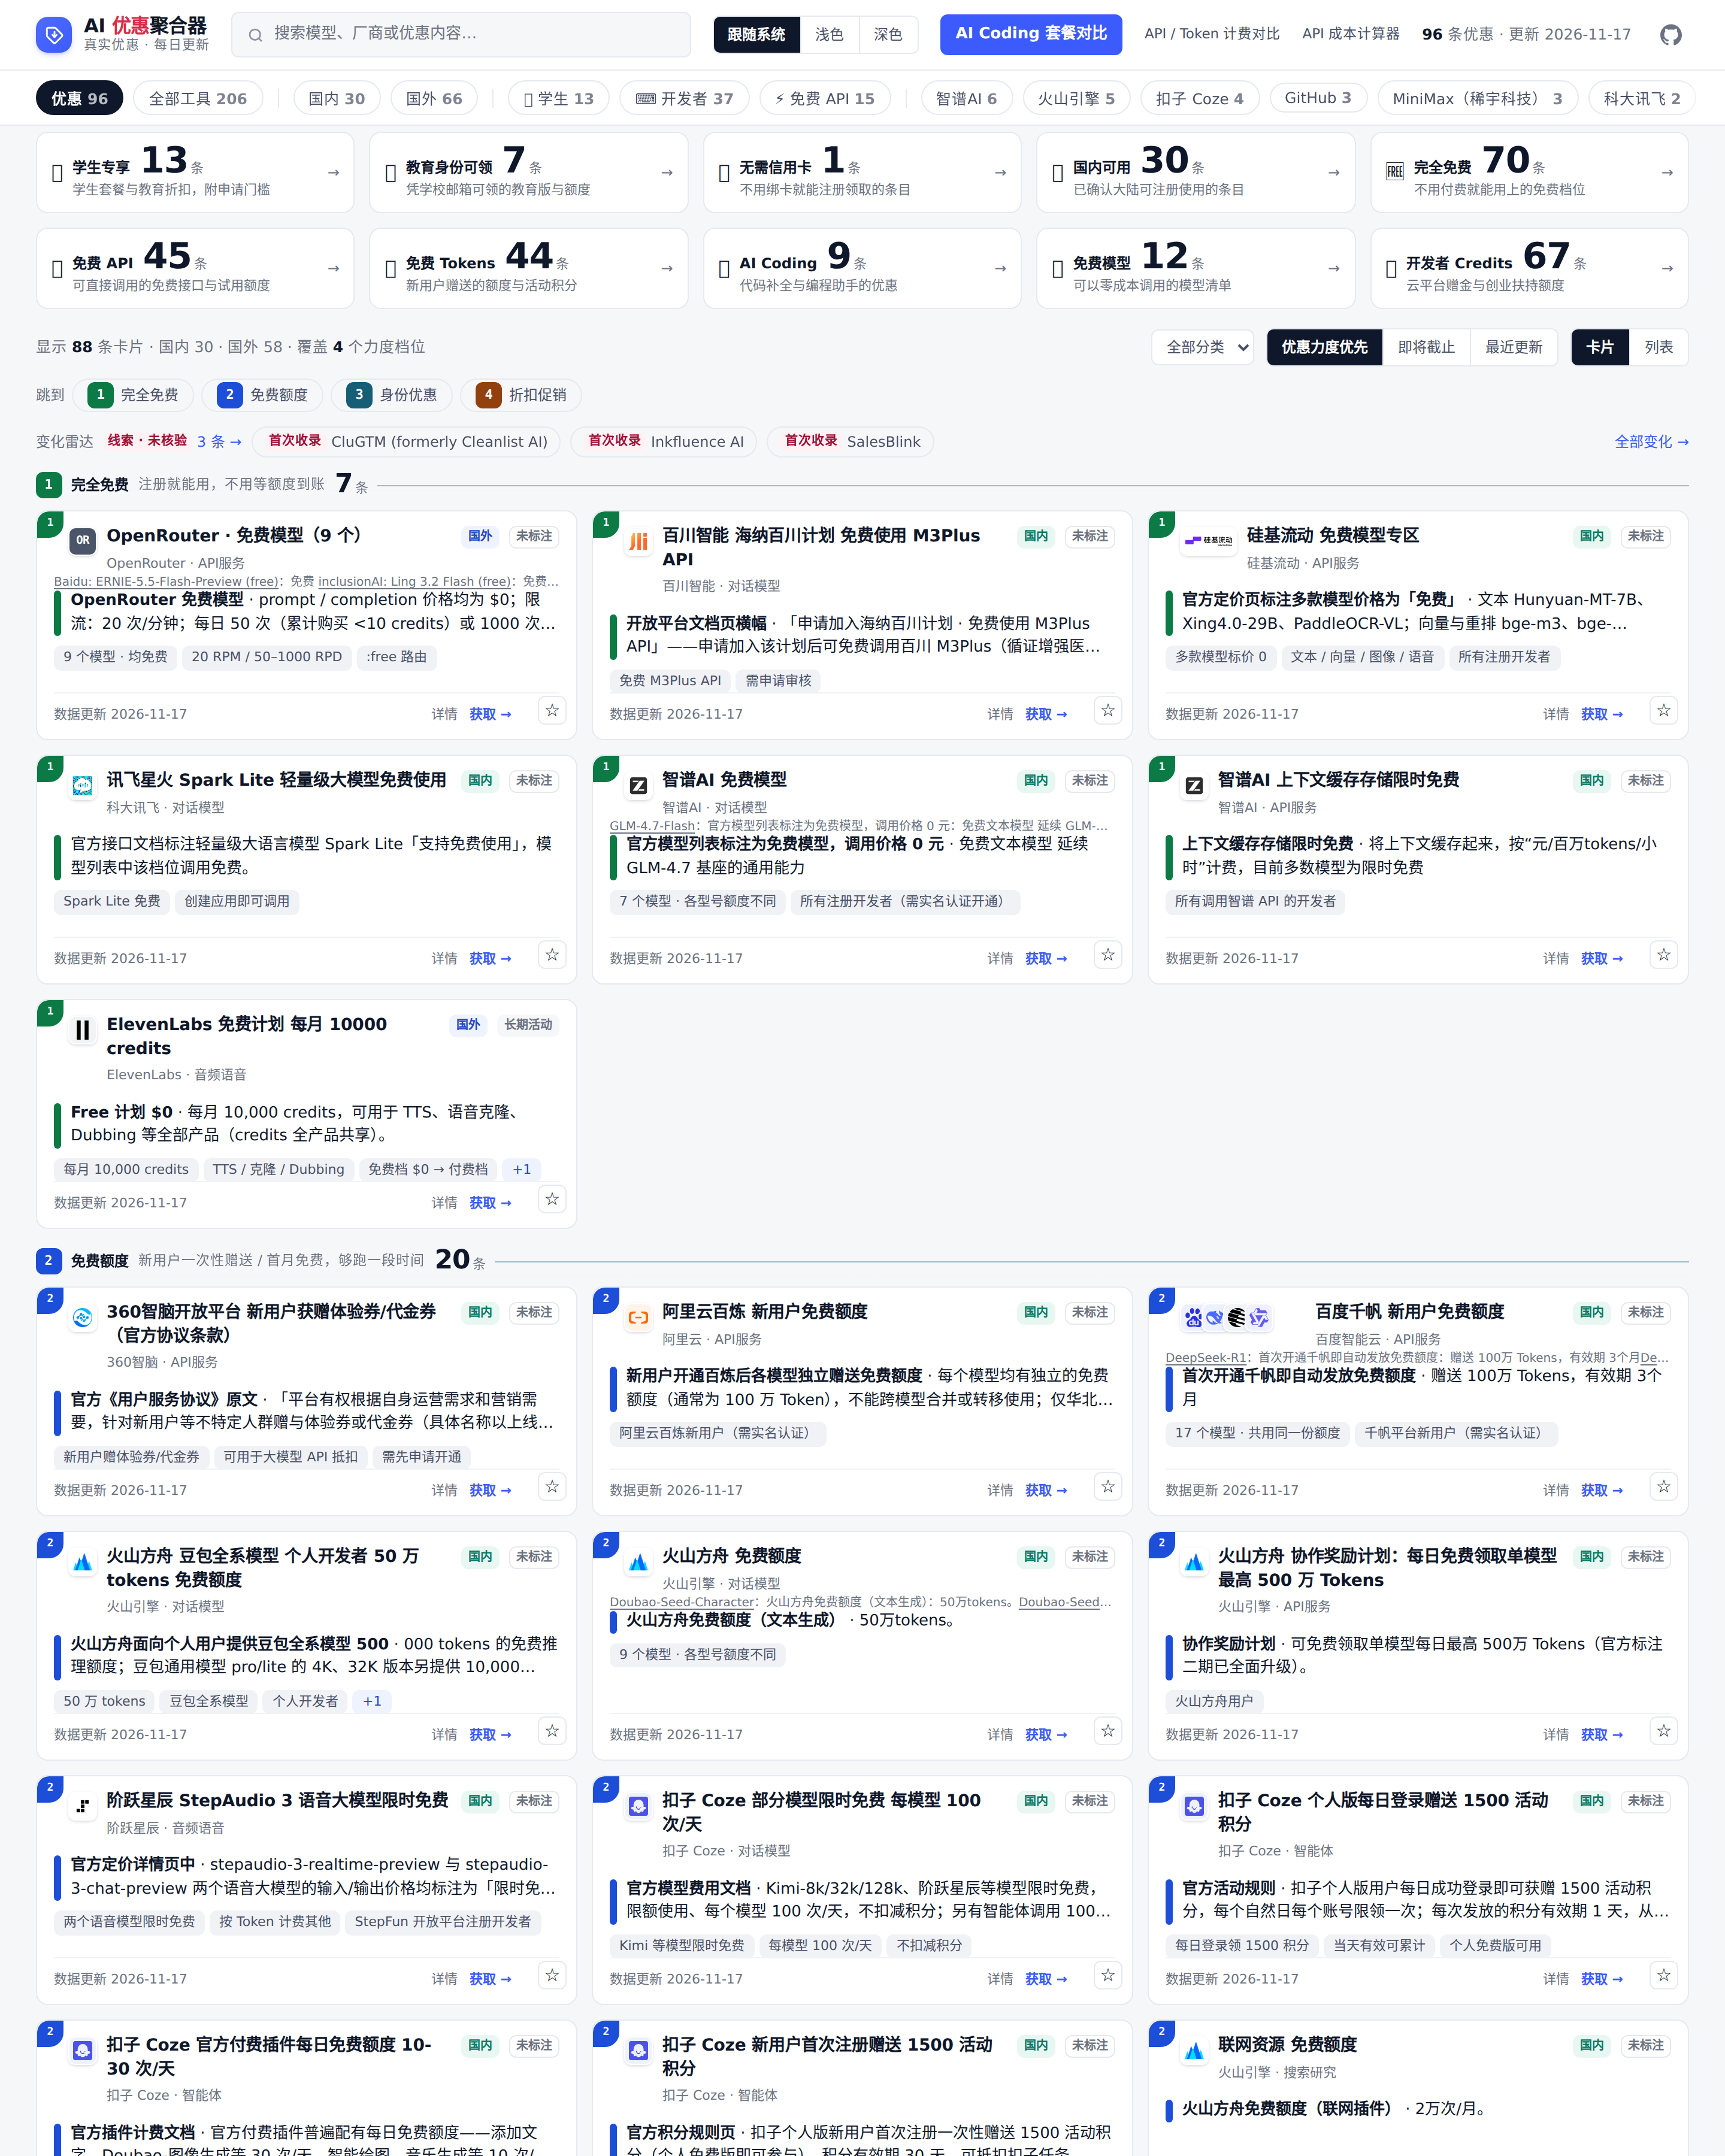 AI 优惠聚合器
真实优惠 · 每日更新
搜索模型、厂商或优惠内容…
跟随系统 浅色 深色
AI Coding 套餐对比
API / Token 计费对比
API 成本计算器
96 条优惠 · 更新 2026-11-17
优惠 96
全部工具 206
国内 30
国外 66
学生 13
⌨ 开发者 37
⚡ 免费 API 15
智谱AI 6
火山引擎 5
扣子 Coze 4
GitHub 3
MiniMax（稀宇科技） 3
科大讯飞 2
学生专享 13 条 →
学生套餐与教育折扣，附申请门槛
教育身份可领 7 条 →
凭学校邮箱可领的教育版与额度
无需信用卡 1 条 →
不用绑卡就能注册领取的条目
国内可用 30 条 →
已确认大陆可注册使用的条目
FREE 完全免费 70 条 →
不用付费就能用上的免费档位
免费 API 45 条 →
可直接调用的免费接口与试用额度
免费 Tokens 44 条 →
新用户赠送的额度与活动积分
AI Coding 9 条 →
代码补全与编程助手的优惠
免费模型 12 条 →
可以零成本调用的模型清单
开发者 Credits 67 条 →
云平台赠金与创业扶持额度
显示 88 条卡片 · 国内 30 · 国外 58 · 覆盖 4 个力度档位
全部分类
优惠力度优先 即将截止 最近更新
卡片 列表
跳到 1 完全免费 2 免费额度 3 身份优惠 4 折扣促销
变化雷达 线索 · 未核验 3 条 → 首次收录 CluGTM (formerly Cleanlist AI) 首次收录 Inkfluence AI 首次收录 SalesBlink 全部变化 →
1 完全免费 注册就能用，不用等额度到账 7 条
1
OR
OpenRouter · 免费模型（9 个）
国外 未标注
OpenRouter · API服务
Baidu: ERNIE-5.5-Flash-Preview (free)：免费 inclusionAI: Ling 3.2 Flash (free)：免费…
OpenRouter 免费模型 · prompt / completion 价格均为 $0；限
流：20 次/分钟；每日 50 次（累计购买 <10 credits）或 1000 次…
9 个模型 · 均免费 20 RPM / 50–1000 RPD :free 路由
数据更新 2026-11-17 详情 获取 → ☆
1
百川智能 海纳百川计划 免费使用 M3Plus
API
国内 未标注
百川智能 · 对话模型
开放平台文档页横幅 · 「申请加入海纳百川计划 · 免费使用 M3Plus
API」——申请加入该计划后可免费调用百川 M3Plus（循证增强医…
免费 M3Plus API 需申请审核
数据更新 2026-11-17 详情 获取 → ☆
1
硅基流动
硅基流动 免费模型专区
国内 未标注
硅基流动 · API服务
官方定价页标注多款模型价格为「免费」 · 文本 Hunyuan-MT-7B、
Xing4.0-29B、PaddleOCR-VL；向量与重排 bge-m3、bge-…
多款模型标价 0 文本 / 向量 / 图像 / 语音 所有注册开发者
数据更新 2026-11-17 详情 获取 → ☆
1
讯飞星火 Spark Lite 轻量级大模型免费使用
国内 未标注
科大讯飞 · 对话模型
官方接口文档标注轻量级大语言模型 Spark Lite「支持免费使用」，模
型列表中该档位调用免费。
Spark Lite 免费 创建应用即可调用
数据更新 2026-11-17 详情 获取 → ☆
1
智谱AI 免费模型
国内 未标注
智谱AI · 对话模型
GLM-4.7-Flash：官方模型列表标注为免费模型，调用价格 0 元：免费文本模型 延续 GLM-…
官方模型列表标注为免费模型，调用价格 0 元 · 免费文本模型 延续
GLM-4.7 基座的通用能力
7 个模型 · 各型号额度不同 所有注册开发者（需实名认证开通）
数据更新 2026-11-17 详情 获取 → ☆
1
智谱AI 上下文缓存存储限时免费
国内 未标注
智谱AI · API服务
上下文缓存存储限时免费 · 将上下文缓存起来，按“元/百万tokens/小
时”计费，目前多数模型为限时免费
所有调用智谱 API 的开发者
数据更新 2026-11-17 详情 获取 → ☆
1
ElevenLabs 免费计划 每月 10000
credits
国外 长期活动
ElevenLabs · 音频语音
Free 计划 $0 · 每月 10,000 credits，可用于 TTS、语音克隆、
Dubbing 等全部产品（credits 全产品共享）。
每月 10,000 credits TTS / 克隆 / Dubbing 免费档 $0 → 付费档 +1
数据更新 2026-11-17 详情 获取 → ☆
2 免费额度 新用户一次性赠送 / 首月免费，够跑一段时间 20 条
2
360智脑开放平台 新用户获赠体验券/代金券
（官方协议条款）
国内 未标注
360智脑 · API服务
官方《用户服务协议》原文 · 「平台有权根据自身运营需求和营销需
要，针对新用户等不特定人群赠与体验券或代金券（具体名称以上线…
新用户赠体验券/代金券 可用于大模型 API 抵扣 需先申请开通
数据更新 2026-11-17 详情 获取 → ☆
2
阿里云百炼 新用户免费额度
国内 未标注
阿里云 · API服务
新用户开通百炼后各模型独立赠送免费额度 · 每个模型均有独立的免费
额度（通常为 100 万 Token），不能跨模型合并或转移使用；仅华北…
阿里云百炼新用户（需实名认证）
数据更新 2026-11-17 详情 获取 → ☆
2
百度千帆 新用户免费额度
国内 未标注
百度智能云 · API服务
DeepSeek-R1：首次开通千帆即自动发放免费额度：赠送 100万 Tokens，有效期 3个月De…
首次开通千帆即自动发放免费额度 · 赠送 100万 Tokens，有效期 3个
月
17 个模型 · 共用同一份额度 千帆平台新用户（需实名认证）
数据更新 2026-11-17 详情 获取 → ☆
2
火山方舟 豆包全系模型 个人开发者 50 万
tokens 免费额度
国内 未标注
火山引擎 · 对话模型
火山方舟面向个人用户提供豆包全系模型 500 · 000 tokens 的免费推
理额度；豆包通用模型 pro/lite 的 4K、32K 版本另提供 10,000…
50 万 tokens 豆包全系模型 个人开发者 +1
数据更新 2026-11-17 详情 获取 → ☆
2
火山方舟 免费额度
国内 未标注
火山引擎 · 对话模型
Doubao-Seed-Character：火山方舟免费额度（文本生成）：50万tokens。Doubao-Seed…
火山方舟免费额度（文本生成） · 50万tokens。
9 个模型 · 各型号额度不同
数据更新 2026-11-17 详情 获取 → ☆
2
火山方舟 协作奖励计划：每日免费领取单模型
最高 500 万 Tokens
国内 未标注
火山引擎 · API服务
协作奖励计划 · 可免费领取单模型每日最高 500万 Tokens（官方标注
二期已全面升级）。
火山方舟用户
数据更新 2026-11-17 详情 获取 → ☆
2
阶跃星辰 StepAudio 3 语音大模型限时免费
国内 未标注
阶跃星辰 · 音频语音
官方定价详情页中 · stepaudio-3-realtime-preview 与 stepaudio-
3-chat-preview 两个语音大模型的输入/输出价格均标注为「限时免…
两个语音模型限时免费 按 Token 计费其他 StepFun 开放平台注册开发者
数据更新 2026-11-17 详情 获取 → ☆
2
扣子 Coze 部分模型限时免费 每模型 100
次/天
国内 未标注
扣子 Coze · 对话模型
官方模型费用文档 · Kimi-8k/32k/128k、阶跃星辰等模型限时免费，
限额使用、每个模型 100 次/天，不扣减积分；另有智能体调用 100…
Kimi 等模型限时免费 每模型 100 次/天 不扣减积分
数据更新 2026-11-17 详情 获取 → ☆
2
扣子 Coze 个人版每日登录赠送 1500 活动
积分
国内 未标注
扣子 Coze · 智能体
官方活动规则 · 扣子个人版用户每日成功登录即可获赠 1500 活动积
分，每个自然日每个账号限领一次；每次发放的积分有效期 1 天，从…
每日登录领 1500 积分 当天有效可累计 个人免费版可用
数据更新 2026-11-17 详情 获取 → ☆
2
扣子 Coze 官方付费插件每日免费额度 10-
30 次/天
国内 未标注
扣子 Coze · 智能体
官方插件计费文档 · 官方付费插件普遍配有每日免费额度——添加文
字、Doubao-图像生成等 30 次/天，智能绘图、音乐生成等 10 次/
2
扣子 Coze 新用户首次注册赠送 1500 活动
积分
国内 未标注
扣子 Coze · 智能体
官方积分规则页 · 扣子个人版新用户首次注册一次性赠送 1500 活动积
分（个人免费版即可参与），积分有效期 30 天，可抵扣扣子任务
2
联网资源 免费额度
国内 未标注
火山引擎 · 搜索研究
火山方舟免费额度（联网插件） · 2万次/月。